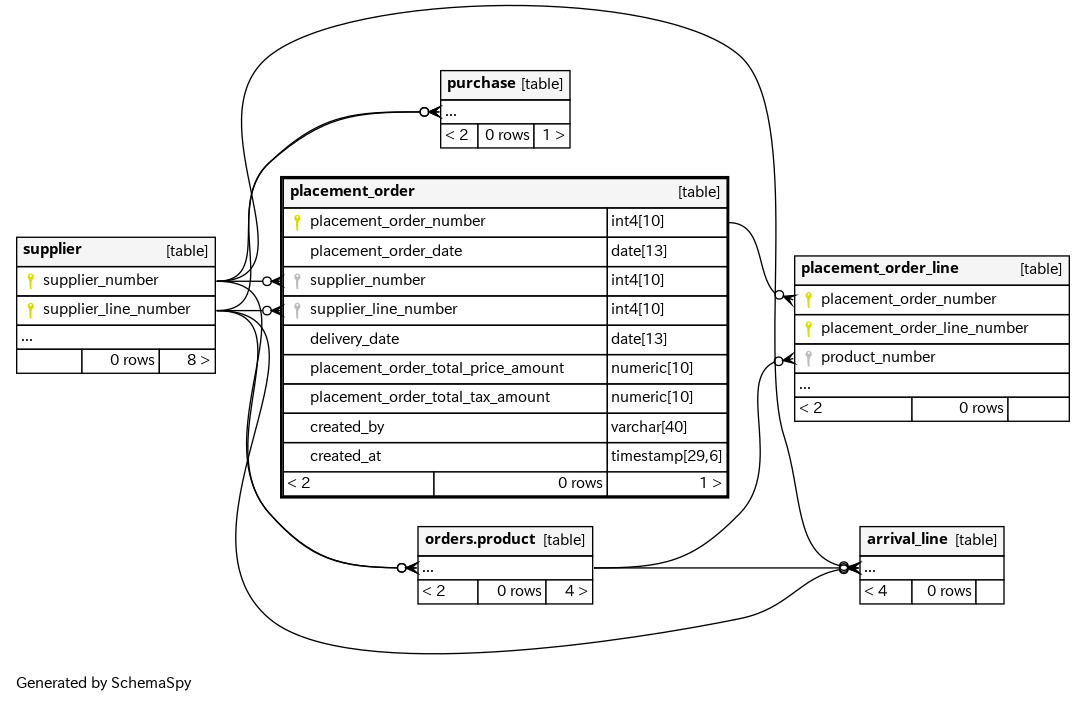 purchase [table]
...
< 2 0 rows 1 >
placement_order [table]
placement_order_number int4[10]
placement_order_date date[13]
supplier_number int4[10]
supplier_line_number int4[10]
delivery_date date[13]
placement_order_total_price_amount numeric[10]
placement_order_total_tax_amount numeric[10]
created_by varchar[40]
created_at timestamp[29,6]
< 2 0 rows 1 >
supplier [table]
supplier_number
supplier_line_number
...
0 rows 8 >
placement_order_line [table]
placement_order_number
placement_order_line_number
product_number
...
< 2 0 rows
orders.product [table]
...
< 2 0 rows 4 >
arrival_line [table]
...
< 4 0 rows
Generated by SchemaSpy